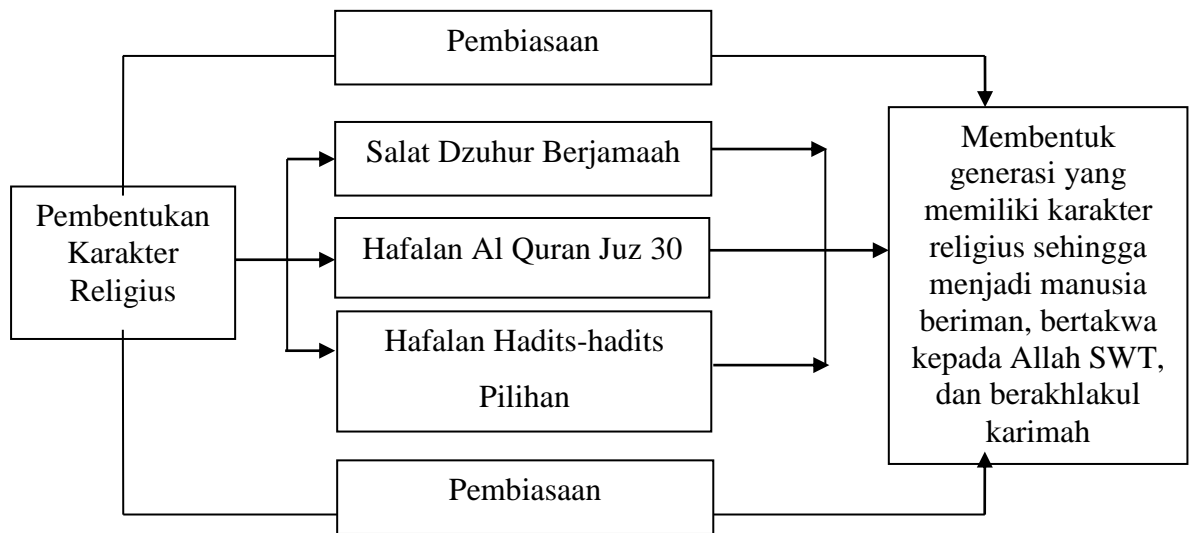 Pembiasaan
Salat Dzuhur Berjamaah
Pembentukan
Karakter
Religius
Hafalan Al Quran Juz 30
Hafalan Hadits-hadits
Pilihan
Pembiasaan
Membentuk
generasi yang
memiliki karakter
religius sehingga
menjadi manusia
beriman, bertakwa
kepada Allah SWT,
dan berakhlakul
karimah